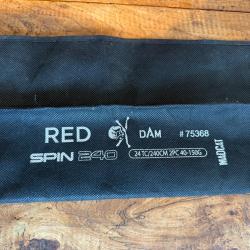 RED DAM # 75368
SPIN 240 24 TC/240CM 2PC 40-150G
MADCAT